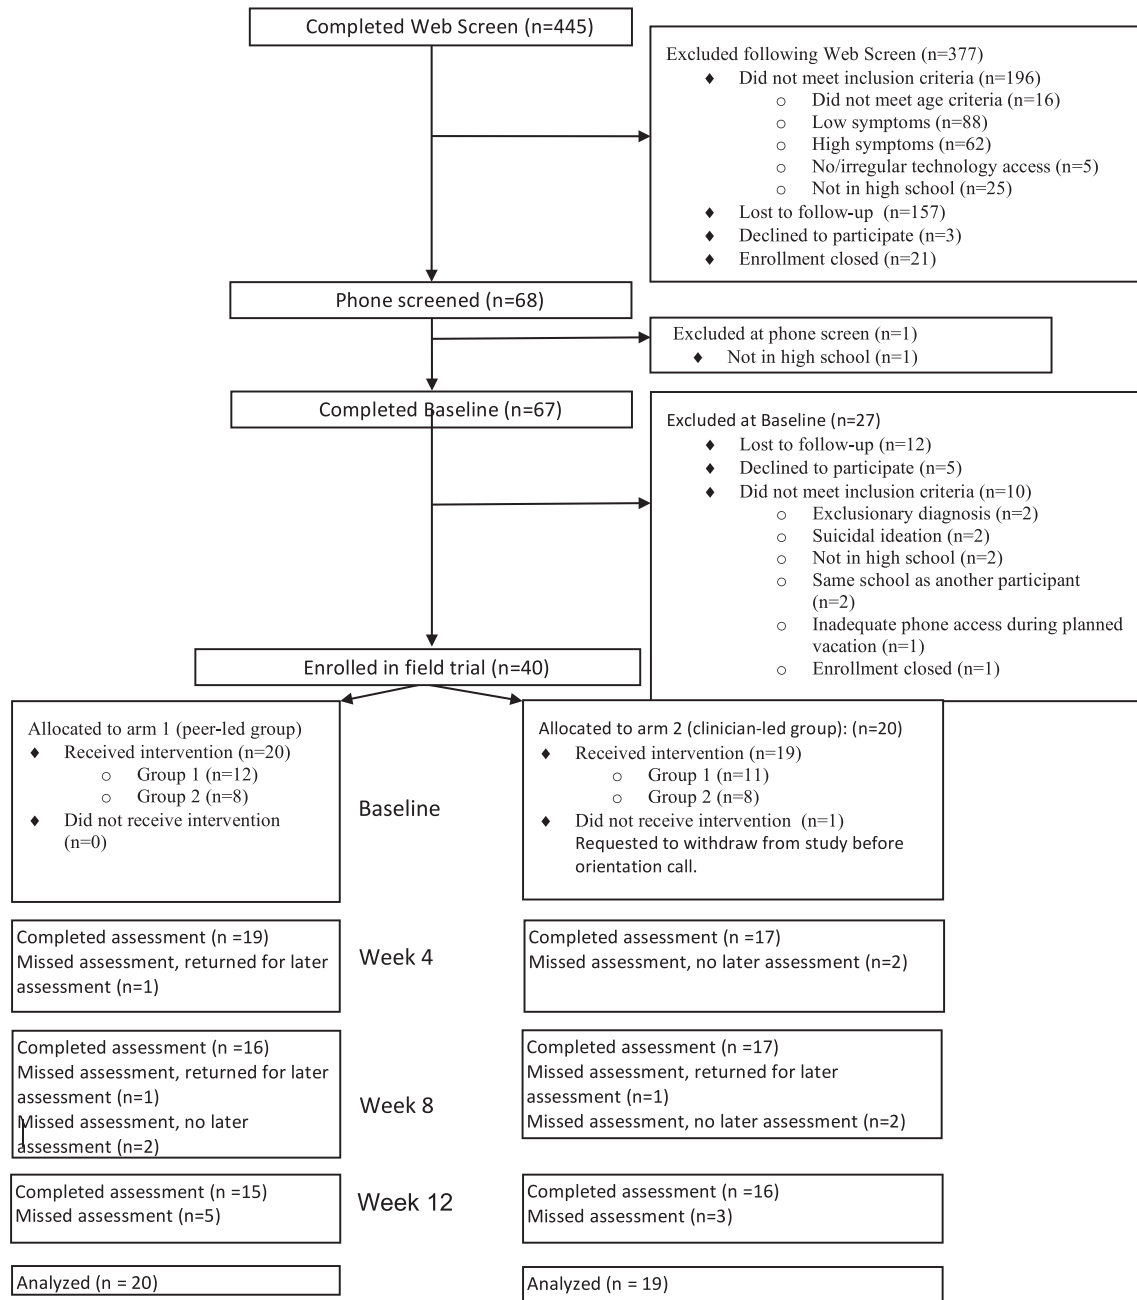 Completed Web Screen (n=445)
Excluded following Web Screen (n=377)
♦ Did not meet inclusion criteria (n=196)
○ Did not meet age criteria (n=16)
○ Low symptoms (n=88)
○ High symptoms (n=62)
○ No/irregular technology access (n=5)
○ Not in high school (n=25)
♦ Lost to follow-up (n=157)
♦ Declined to participate (n=3)
♦ Enrollment closed (n=21)
Phone screened (n=68)
Excluded at phone screen (n=1)
♦ Not in high school (n=1)
Completed Baseline (n=67)
Excluded at Baseline (n=27)
♦ Lost to follow-up (n=12)
♦ Declined to participate (n=5)
♦ Did not meet inclusion criteria (n=10)
○ Exclusionary diagnosis (n=2)
○ Suicidal ideation (n=2)
○ Not in high school (n=2)
○ Same school as another participant
(n=2)
○ Inadequate phone access during planned
vacation (n=1)
○ Enrollment closed (n=1)
Enrolled in field trial (n=40)
Allocated to arm 1 (peer-led group)
♦ Received intervention (n=20)
○ Group 1 (n=12)
○ Group 2 (n=8)
♦ Did not receive intervention
(n=0)
Baseline
Allocated to arm 2 (clinician-led group): (n=20)
♦ Received intervention (n=19)
○ Group 1 (n=11)
○ Group 2 (n=8)
♦ Did not receive intervention (n=1)
Requested to withdraw from study before
orientation call.
Completed assessment (n =19)
Missed assessment, returned for later
assessment (n=1)
Week 4
Completed assessment (n =17)
Missed assessment, no later assessment (n=2)
Completed assessment (n =16)
Missed assessment, returned for later
assessment (n=1)
Missed assessment, no later
assessment (n=2)
Week 8
Completed assessment (n =17)
Missed assessment, returned for later
assessment (n=1)
Missed assessment, no later assessment (n=2)
Completed assessment (n =15)
Missed assessment (n=5)
Week 12
Completed assessment (n =16)
Missed assessment (n=3)
Analyzed (n = 20)
Analyzed (n = 19)